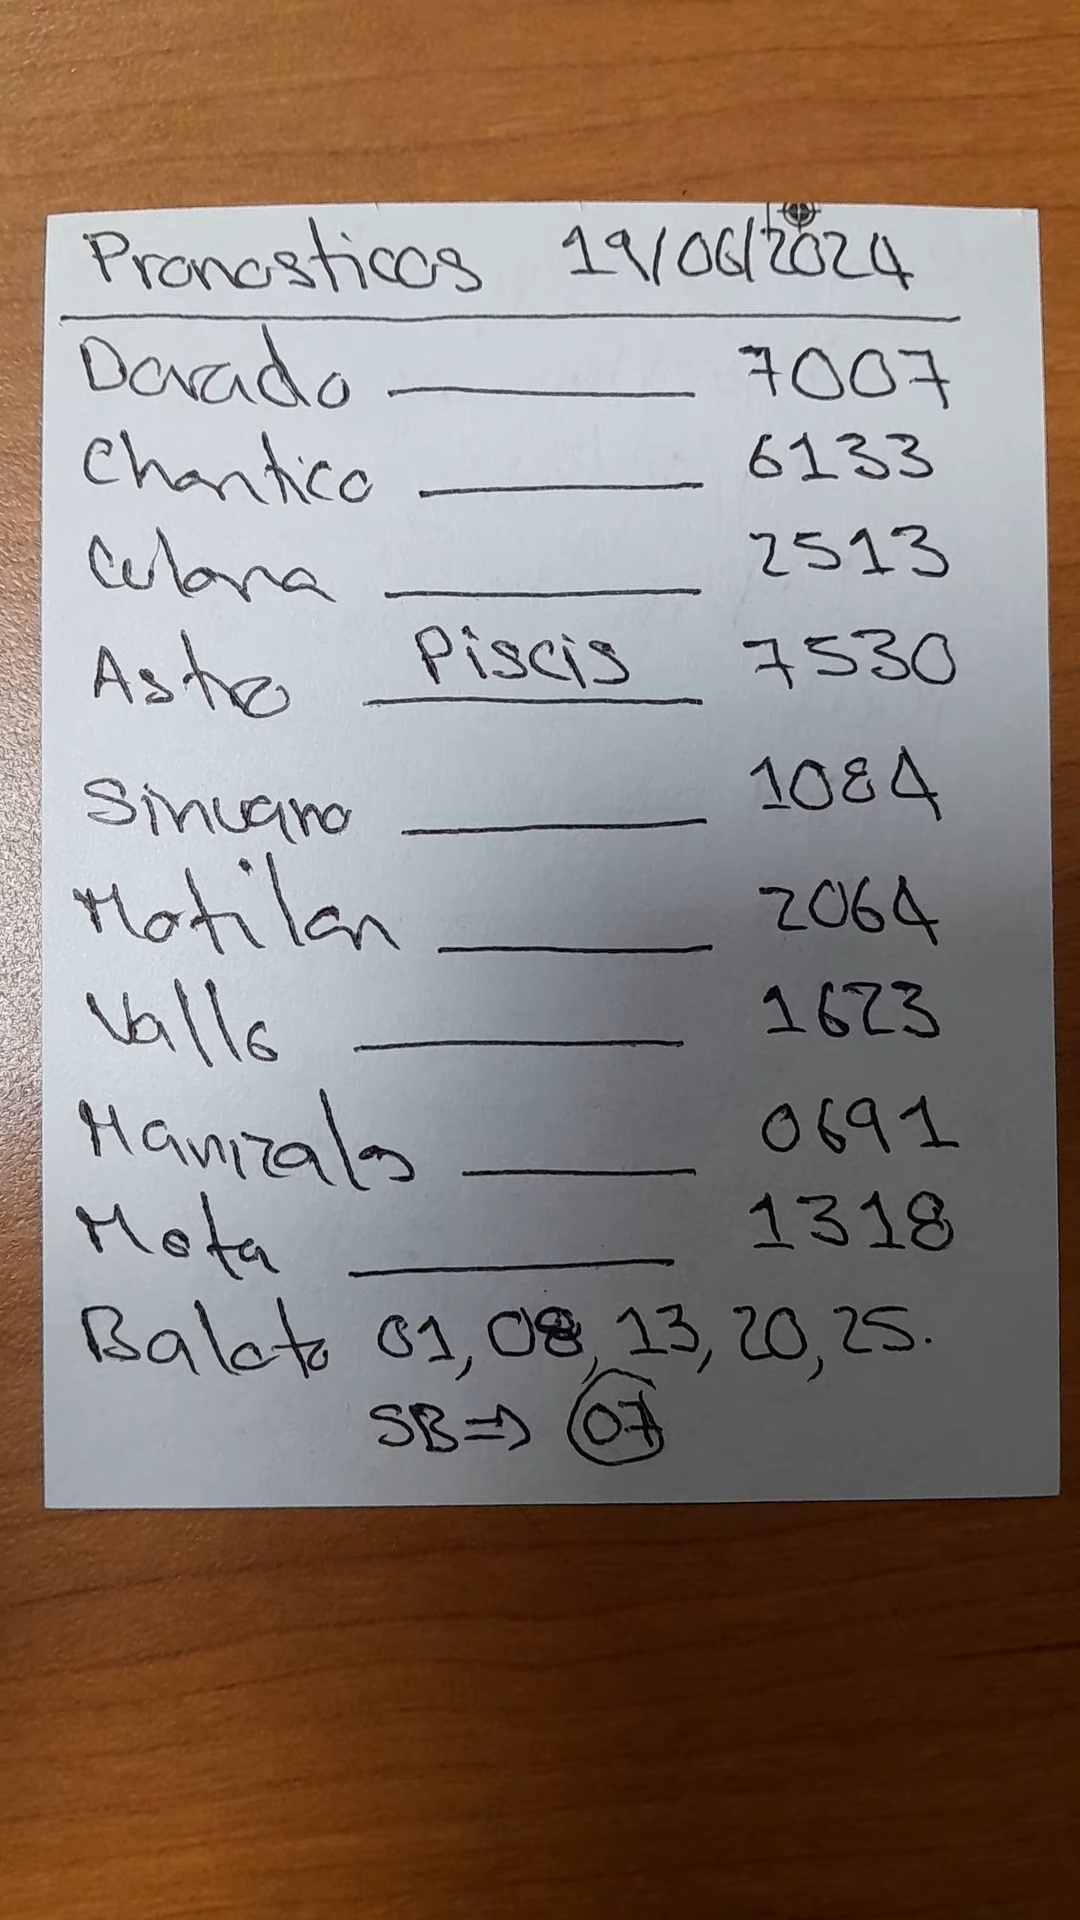 Pronosticos 19/06/2024
Dorado 7007
Chontico 6133
Culona 2513
Astro Piscis 7530
Sinuano 1084
Motilon 2064
Valle 1623
Manizales 0691
Meta 1318
Baloto 01, 08, 13, 20, 25.
SB⇒ 07